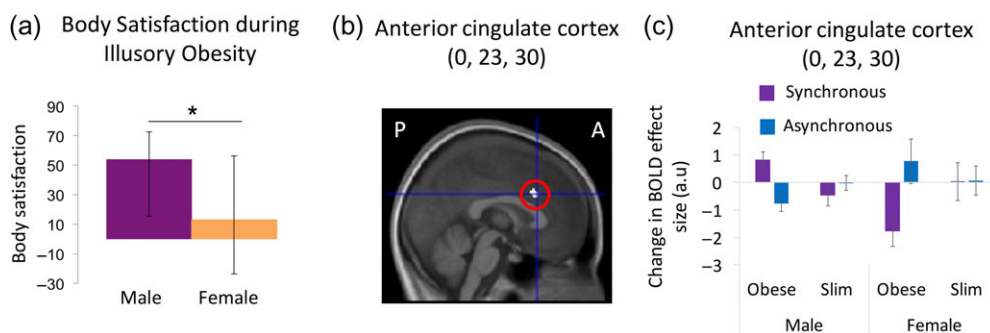 (a) Body Satisfaction during
Illusory Obesity
Body satisfaction
90
70
50
30
10
−10
−30
*
Male Female
(b) Anterior cingulate cortex
(0, 23, 30)
P A
(c) Anterior cingulate cortex
(0, 23, 30)
Synchronous
Asynchronous
Change in BOLD effect
size (a.u)
2
1
0
−1
−2
−3
Obese Slim Obese Slim
Male Female